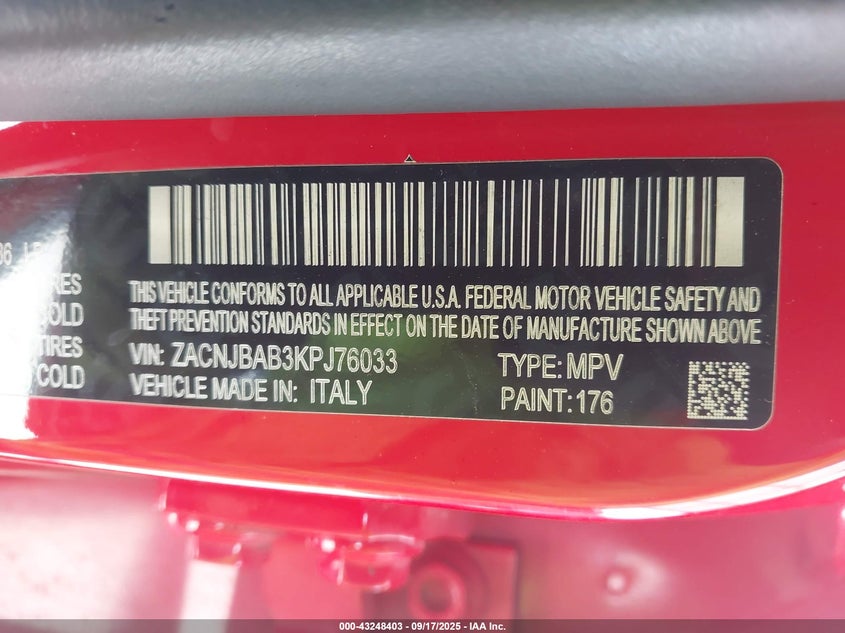 THIS VEHICLE CONFORMS TO ALL APPLICABLE U.S.A. FEDERAL MOTOR VEHICLE SAFETY AND
THEFT PREVENTION STANDARDS IN EFFECT ON THE DATE OF MANUFACTURE SHOWN ABOVE
VIN: ZACNJBAB3KPJ76033 TYPE: MPV
VEHICLE MADE IN: ITALY PAINT: 176
COLD
000-43248403 - 09/17/2025 - IAA Inc.